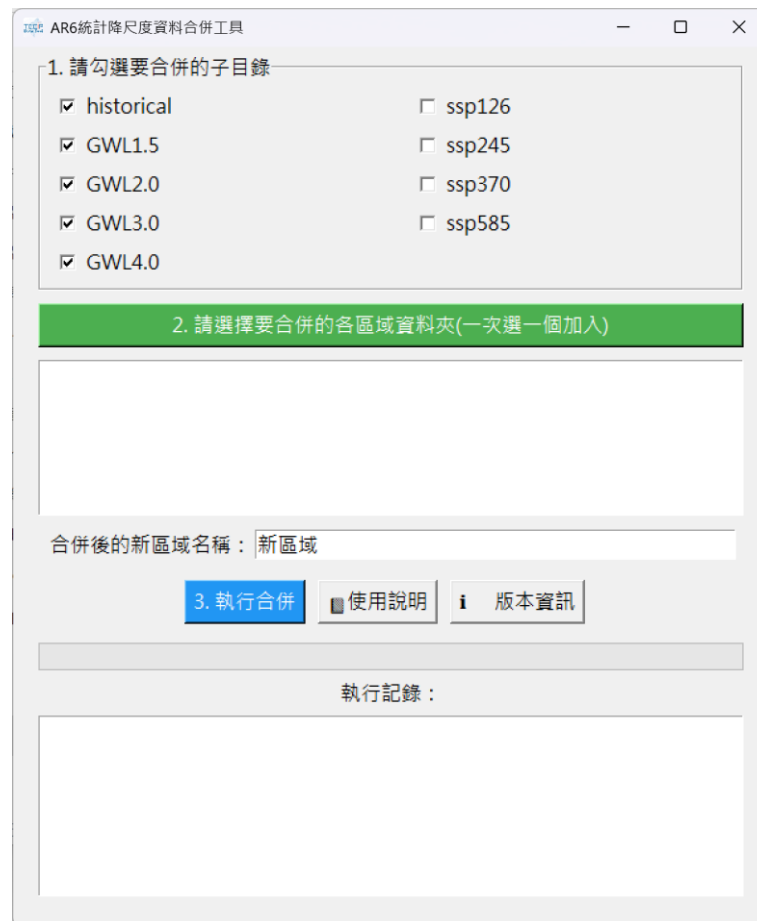 AR6統計降尺度資料合併工具
1. 請勾選要合併的子目錄
historical
GWL1.5
GWL2.0
GWL3.0
GWL4.0
ssp126
ssp245
ssp370
ssp585
2. 請選擇要合併的各區域資料夾(一次選一個加入)
合併後的新區域名稱：新區域
3. 執行合併 使用說明 i 版本資訊
執行記錄：